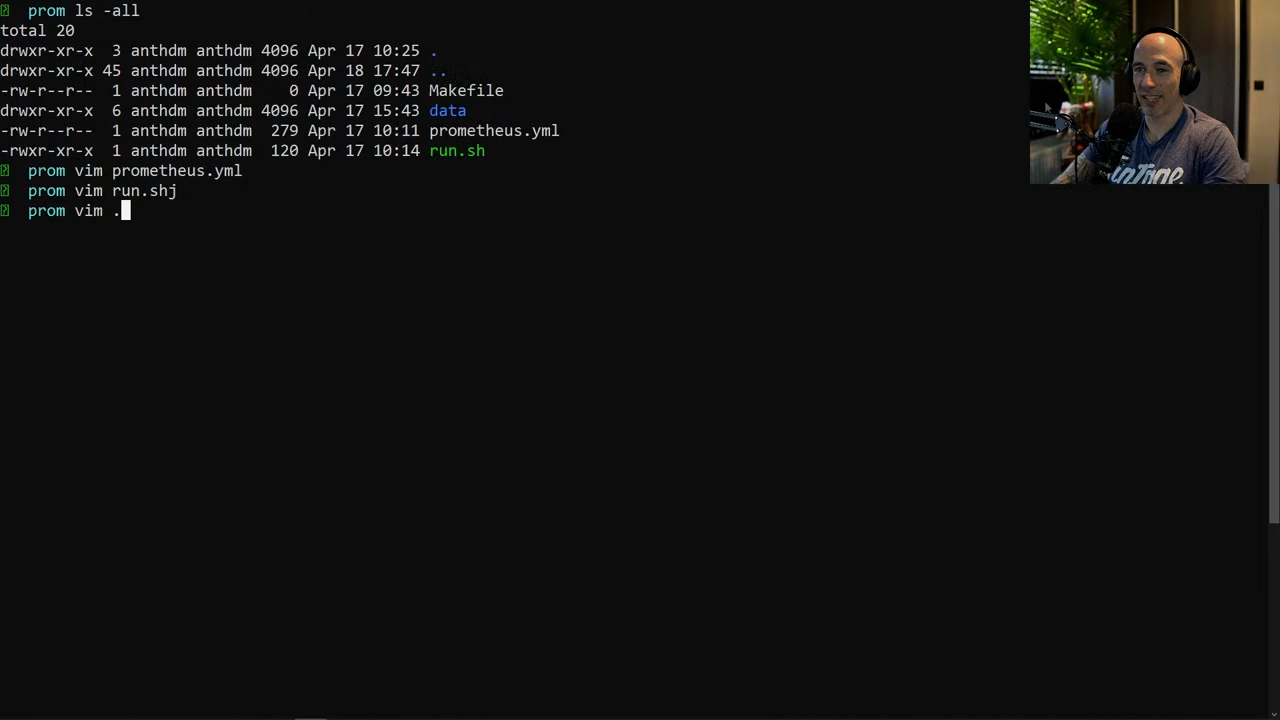 prom ls -all
total 20
drwxr-xr-x 3 anthdm anthdm 4096 Apr 17 10:25 .
drwxr-xr-x 45 anthdm anthdm 4096 Apr 18 17:47 ..
-rw-r--r-- 1 anthdm anthdm 0 Apr 17 09:43 Makefile
drwxr-xr-x 6 anthdm anthdm 4096 Apr 17 15:43 data
-rw-r--r-- 1 anthdm anthdm 279 Apr 17 10:11 prometheus.yml
-rwxr-xr-x 1 anthdm anthdm 120 Apr 17 10:14 run.sh
prom vim prometheus.yml
prom vim run.shj
prom vim .